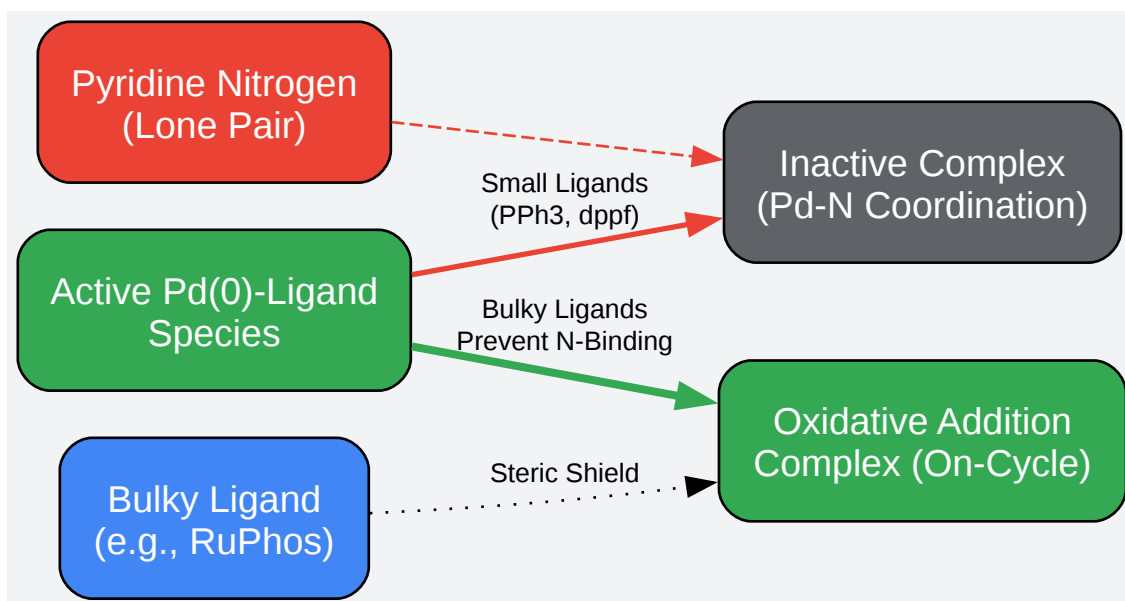 Pyridine Nitrogen
(Lone Pair)
Inactive Complex
(Pd-N Coordination)
Small Ligands
(PPh3, dppf)
Active Pd(0)-Ligand
Species
Bulky Ligands
Prevent N-Binding
Oxidative Addition
Complex (On-Cycle)
Steric Shield
Bulky Ligand
(e.g., RuPhos)